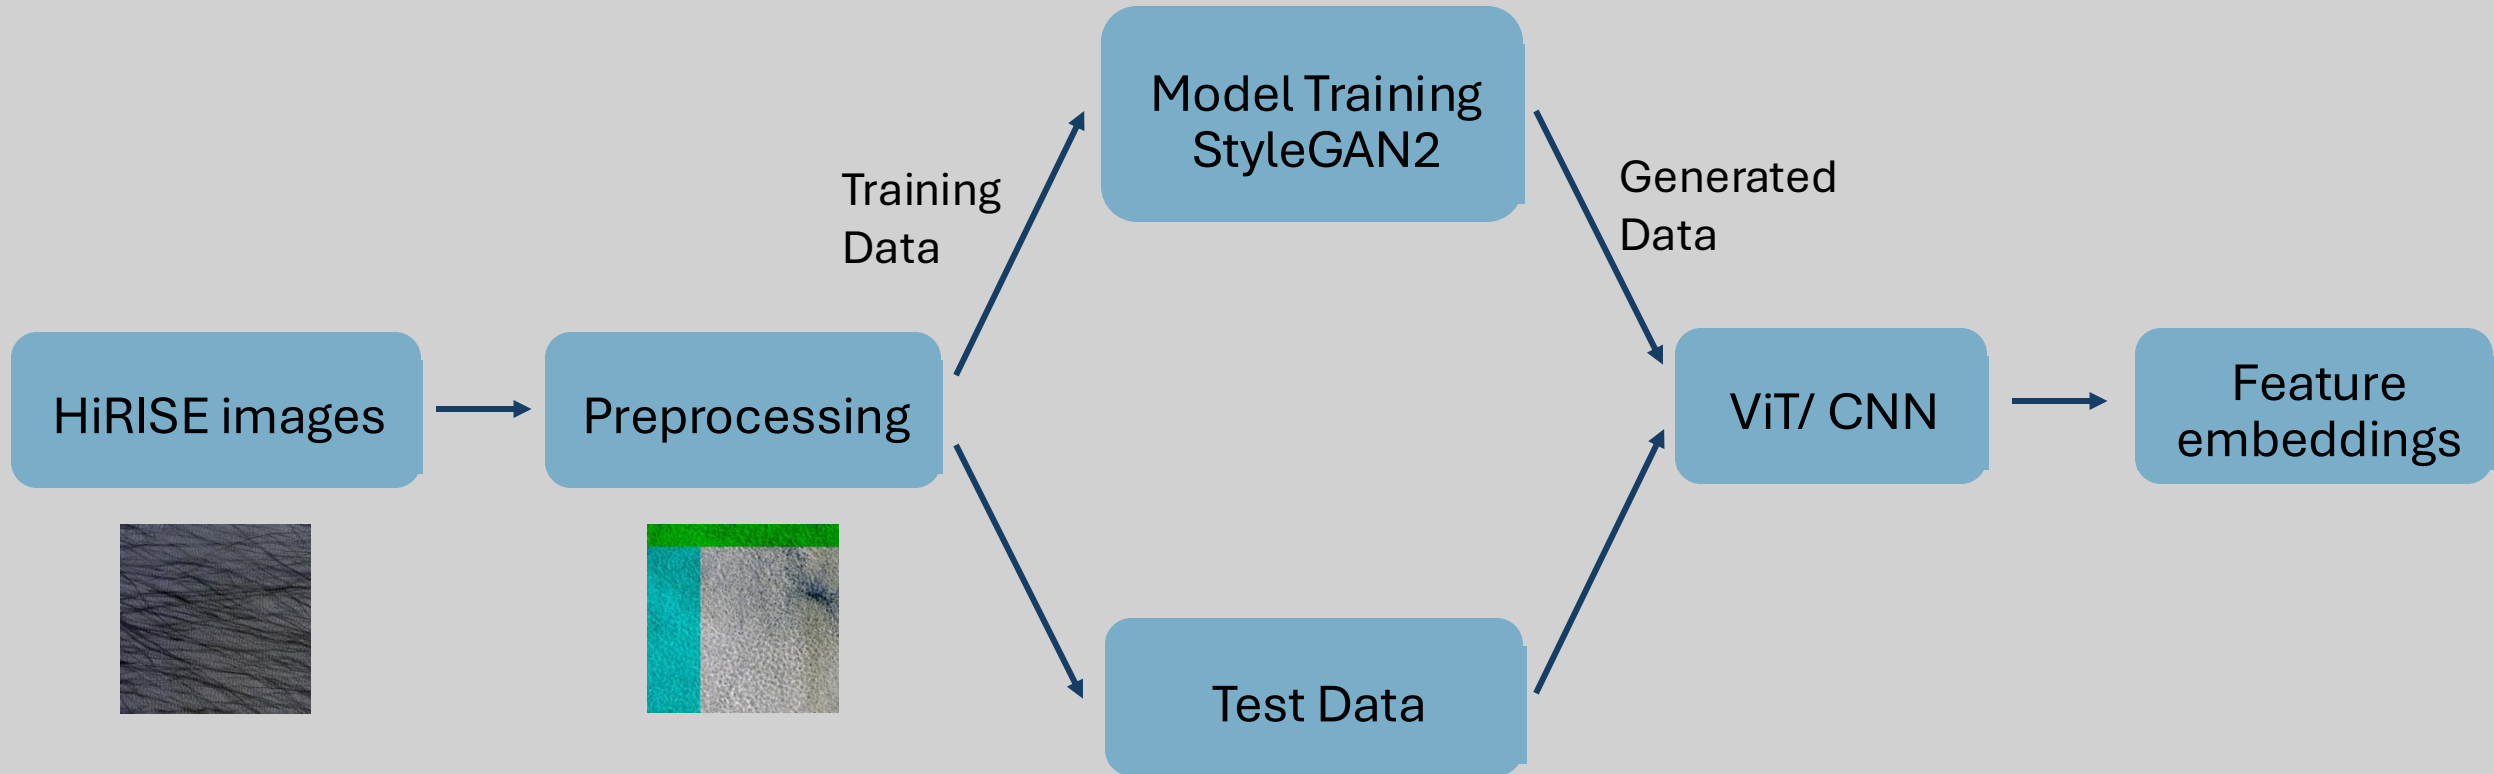 HiRISE images
Preprocessing
Training
Data
Model Training
StyleGAN2
Test Data
Generated
Data
ViT/ CNN
Feature
embeddings